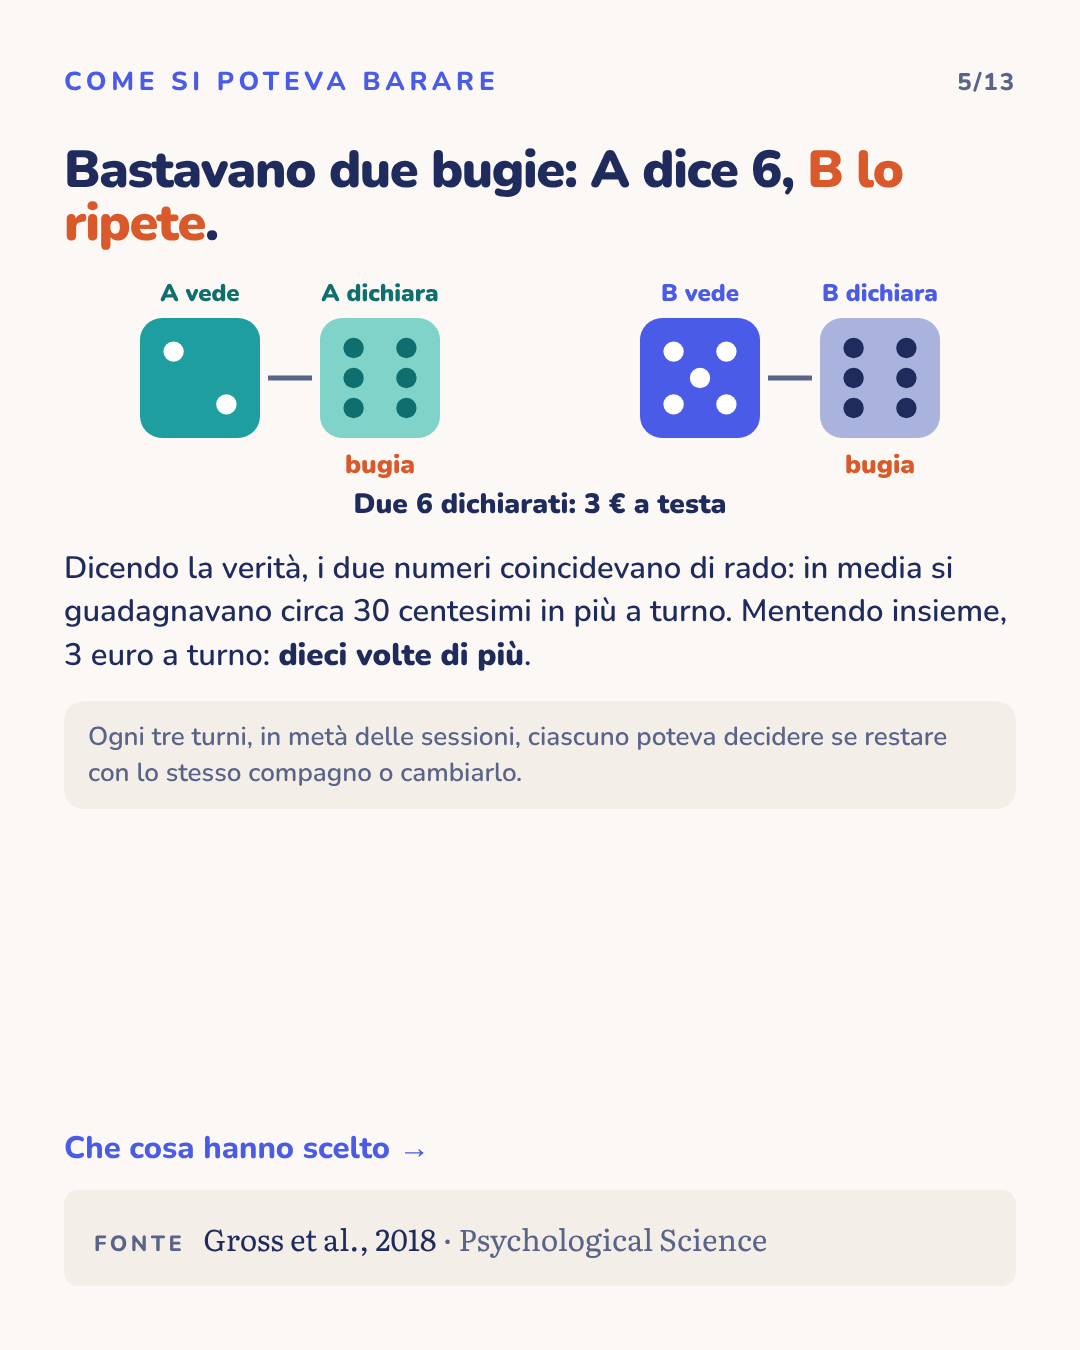 COME SI POTEVA BARARE
5/13
Bastavano due bugie: A dice 6, B lo
ripete.
A vede
A dichiara
B vede
B dichiara
bugia
bugia
Due 6 dichiarati: 3 € a testa
Dicendo la verità, i due numeri coincidevano di rado: in media si
guadagnavano circa 30 centesimi in più a turno. Mentendo insieme,
3 euro a turno: dieci volte di più.
Ogni tre turni, in metà delle sessioni, ciascuno poteva decidere se restare
con lo stesso compagno o cambiarlo.
Che cosa hanno scelto →
FONTE Gross et al., 2018 · Psychological Science